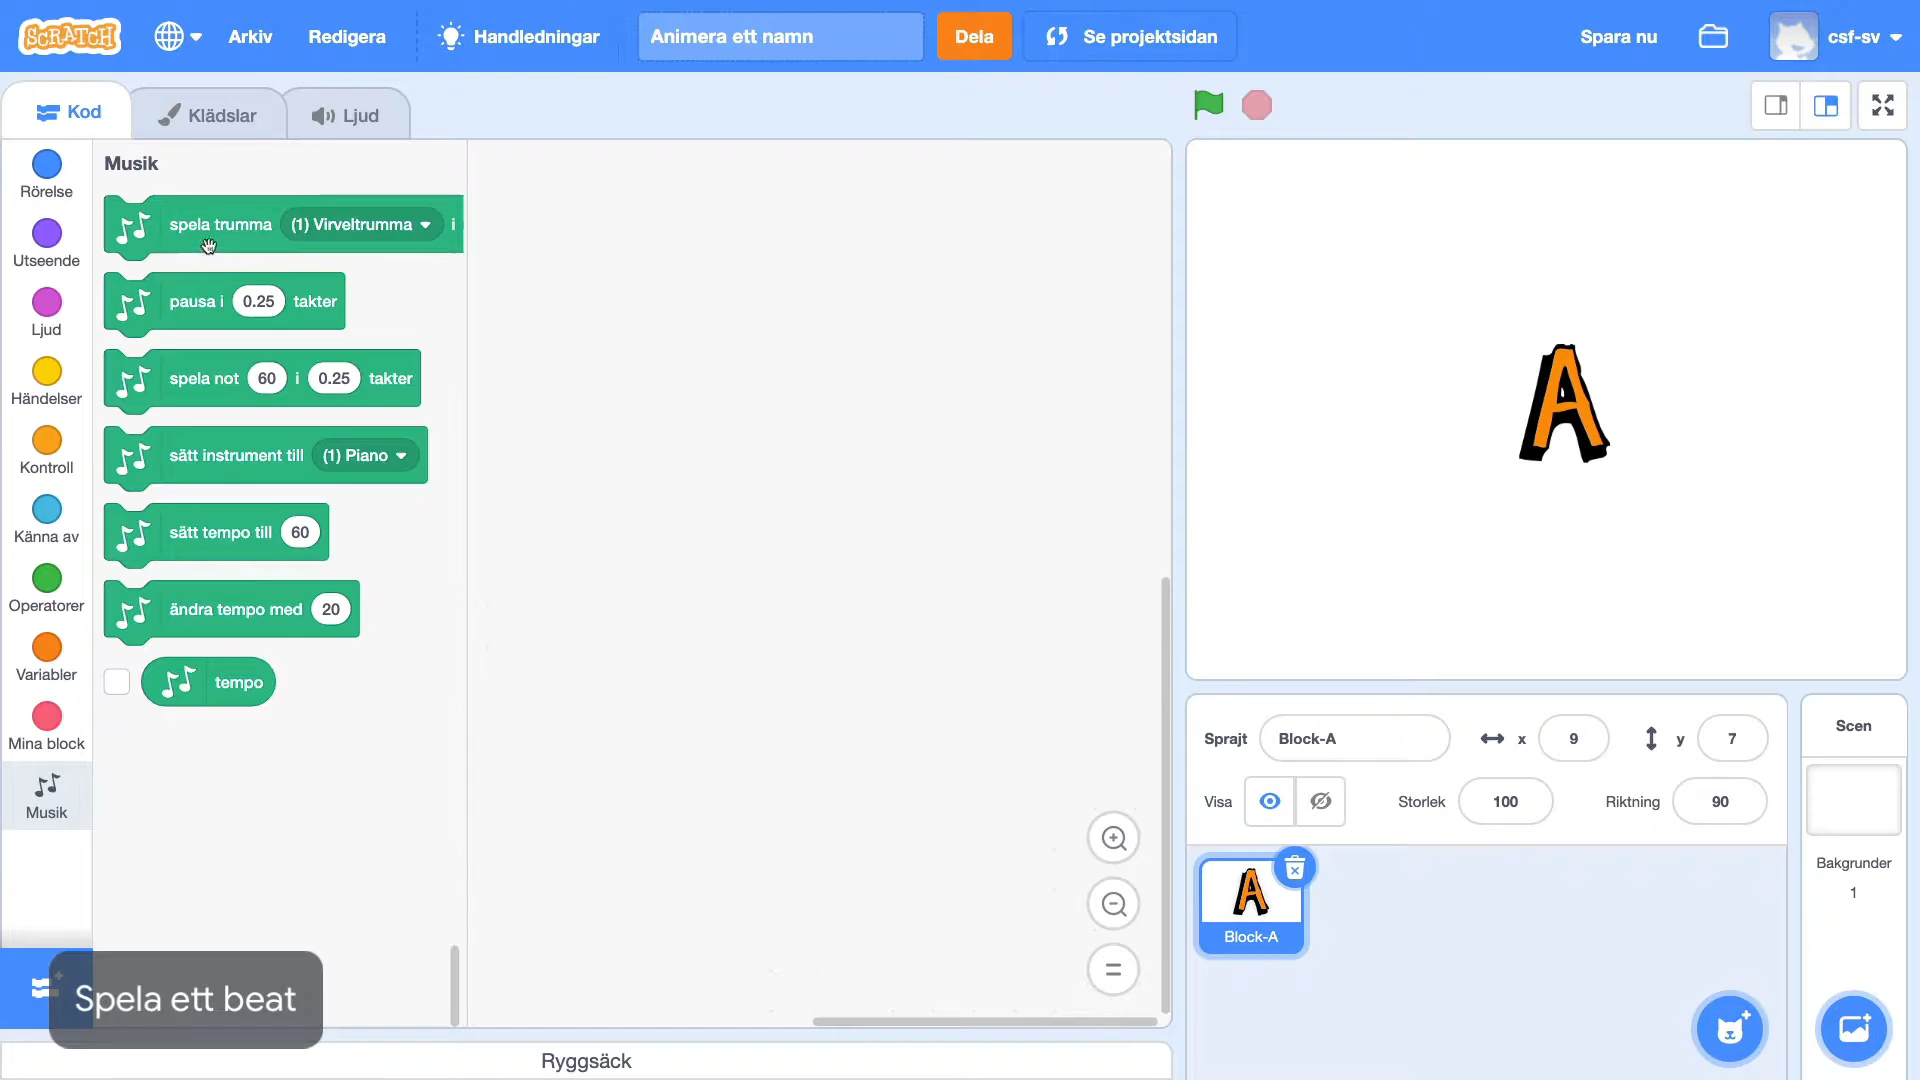 SCRATCH Arkiv Redigera Handledningar Animera ett namn Dela Se projektsidan Spara nu csf-sv
Kod Klädslar Ljud
Rörelse
Utseende
Ljud
Händelser
Kontroll
Känna av
Operatorer
Variabler
Mina block
Musik
Musik
spela trumma (1) Virveltrumma i
pausa i 0.25 takter
spela not 60 i 0.25 takter
sätt instrument till (1) Piano
sätt tempo till 60
ändra tempo med 20
tempo
Spela ett beat
Ryggsäck
A
Sprajt Block-A x 9 y 7
Visa Storlek 100 Riktning 90
A
Block-A
Scen
Bakgrunder
1